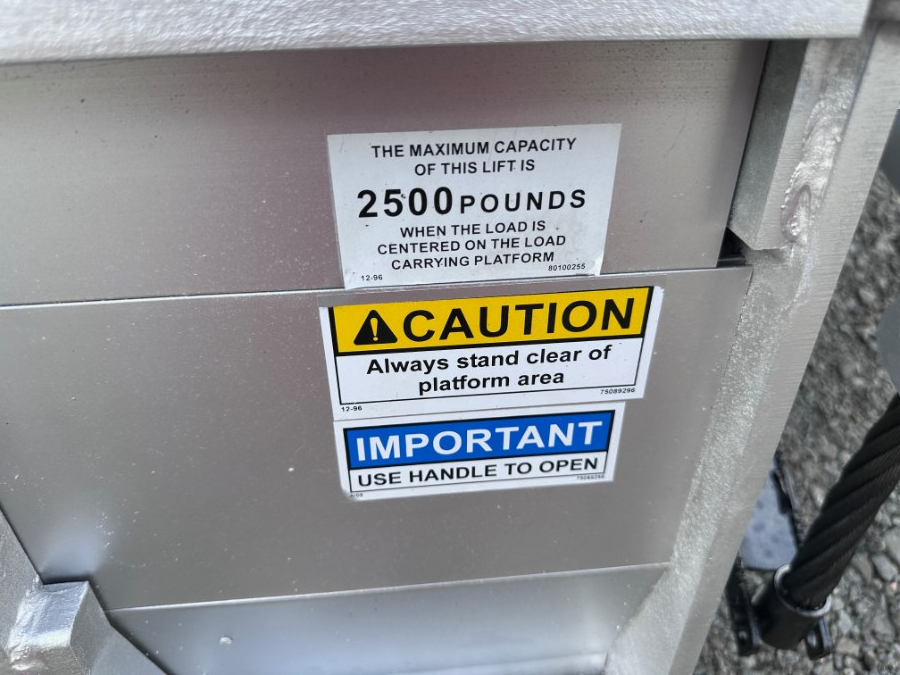 THE MAXIMUM CAPACITY
OF THIS LIFT IS
2500 POUNDS
WHEN THE LOAD IS
CENTERED ON THE LOAD
CARRYING PLATFORM
12-96 80100255
CAUTION
Always stand clear of
platform area
75089296
12-96
IMPORTANT
USE HANDLE TO OPEN